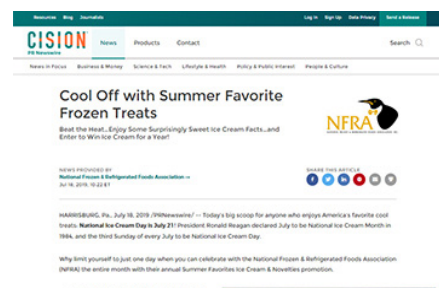 Resources Blog Journalists Log In Sign Up Data Privacy Send a Release
CISION
PR Newswire
News Products Contact Search
News in Focus Business & Money Science & Tech Lifestyle & Health Policy & Public Interest People & Culture
Cool Off with Summer Favorite
Frozen Treats
Beat the Heat...Enjoy Some Surprisingly Sweet Ice Cream Facts...and
Enter to Win Ice Cream for a Year!
NFRA
NEWS PROVIDED BY
National Frozen & Refrigerated Foods Association →
Jul 18, 2019, 10:22 ET
SHARE THIS ARTICLE
HARRISBURG, Pa., July 18, 2019 /PRNewswire/ -- Today's big scoop for anyone who enjoys America's favorite cool
treats: National Ice Cream Day is July 21! President Ronald Reagan declared July to be National Ice Cream Month in
1984, and the third Sunday of every July to be National Ice Cream Day.
Why limit yourself to just one day when you can celebrate with the National Frozen & Refrigerated Foods Association
(NFRA) the entire month with their annual Summer Favorites Ice Cream & Novelties promotion.